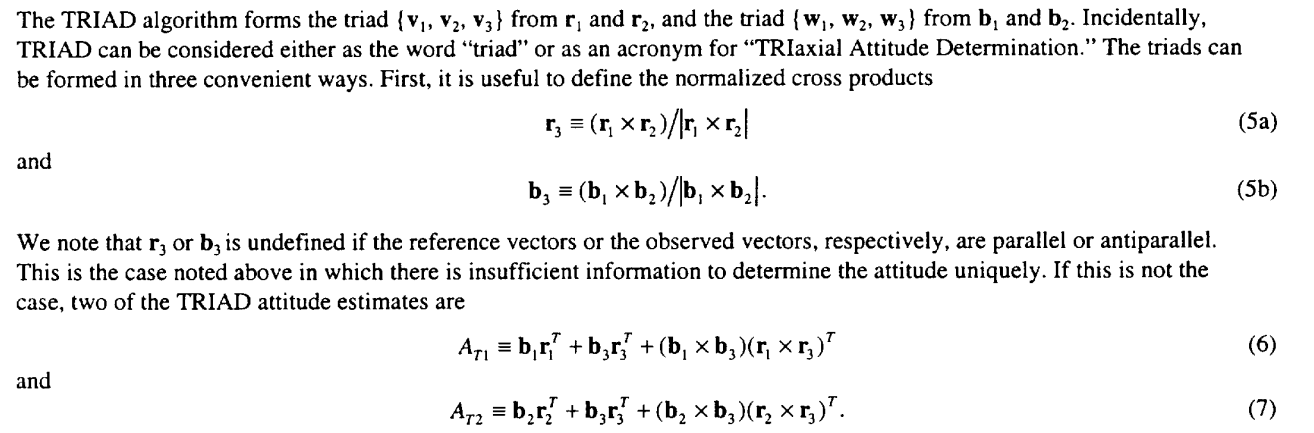 The TRIAD algorithm forms the triad {v₁, v₂, v₃} from r₁ and r₂, and the triad {w₁, w₂, w₃} from b₁ and b₂. Incidentally,
TRIAD can be considered either as the word “triad” or as an acronym for “TRIaxial Attitude Determination.” The triads can
be formed in three convenient ways. First, it is useful to define the normalized cross products
r₃ ≡ (r₁ × r₂)/|r₁ × r₂| (5a)
and
b₃ ≡ (b₁ × b₂)/|b₁ × b₂|. (5b)
We note that r₃ or b₃ is undefined if the reference vectors or the observed vectors, respectively, are parallel or antiparallel.
This is the case noted above in which there is insufficient information to determine the attitude uniquely. If this is not the
case, two of the TRIAD attitude estimates are
A_T1 ≡ b₁r₁ᵀ + b₃r₃ᵀ + (b₁ × b₃)(r₁ × r₃)ᵀ (6)
and
A_T2 ≡ b₂r₂ᵀ + b₃r₃ᵀ + (b₂ × b₃)(r₂ × r₃)ᵀ. (7)